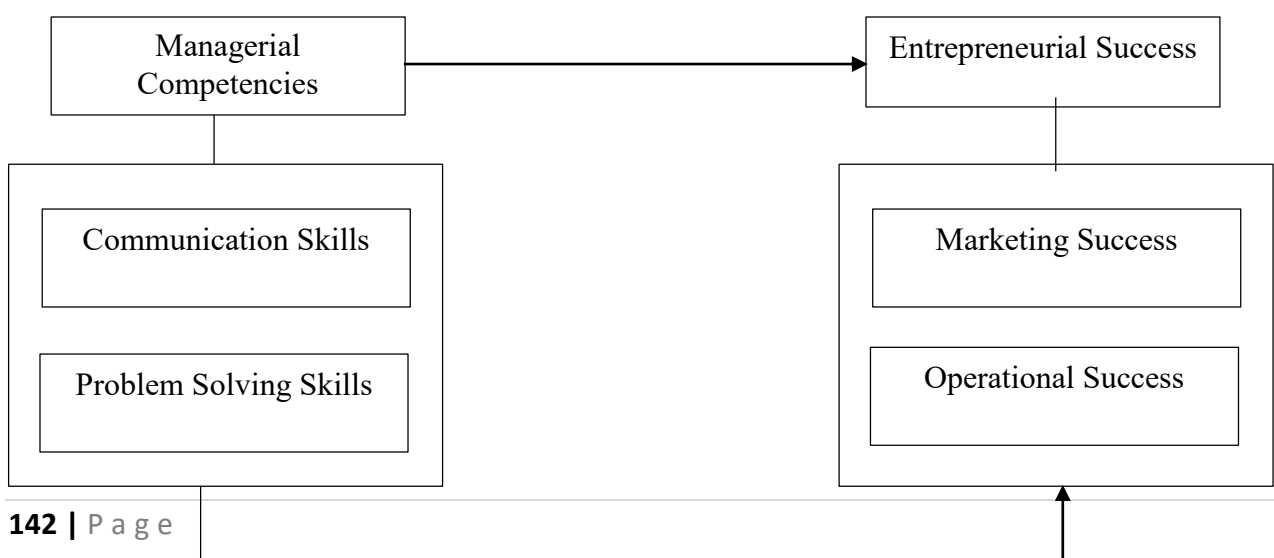 Managerial
Competencies
Entrepreneurial Success
Communication Skills
Problem Solving Skills
Marketing Success
Operational Success
142 | P a g e